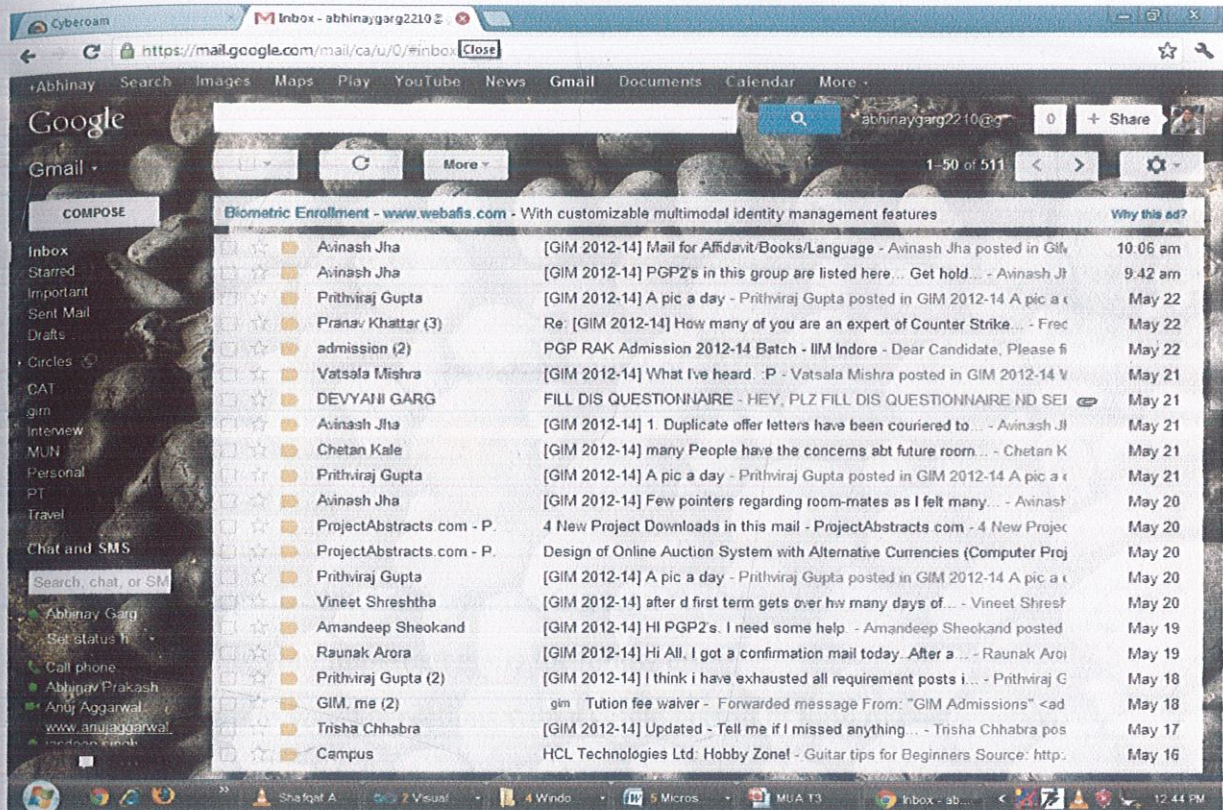 Cyberoam
Inbox - abhinaygarg2210
https://mail.google.com/mail/ca/u/0/#inbox Close
+Abhinay Search Images Maps Play YouTube News Gmail Documents Calendar More
Google
abhinaygarg2210@g 0 + Share
Gmail
More
1–50 of 511
COMPOSE
Biometric Enrollment - www.webafis.com - With customizable multimodal identity management features Why this ad?
Inbox
Starred
Important
Sent Mail
Drafts
Circles
CAT
gim
Interview
MUN
Personal
PT
Travel
Chat and SMS
Search, chat, or SM
Abhinay Garg
Set status h
Call phone
Abhinav Prakash
Anuj Aggarwal
www.anujaggarwal
Avinash Jha [GIM 2012-14] Mail for Affidavit/Books/Language - Avinash Jha posted in GIM 10:06 am
Avinash Jha [GIM 2012-14] PGP2's in this group are listed here... Get hold... - Avinash Jh 9:42 am
Prithviraj Gupta [GIM 2012-14] A pic a day - Prithviraj Gupta posted in GIM 2012-14 A pic a May 22
Pranav Khattar (3) Re: [GIM 2012-14] How many of you are an expert of Counter Strike... - Frec May 22
admission (2) PGP RAK Admission 2012-14 Batch - IIM Indore - Dear Candidate, Please fi May 22
Vatsala Mishra [GIM 2012-14] What I've heard. :P - Vatsala Mishra posted in GIM 2012-14 May 21
DEVYANI GARG FILL DIS QUESTIONNAIRE - HEY, PLZ FILL DIS QUESTIONNAIRE ND SEI May 21
Avinash Jha [GIM 2012-14] 1. Duplicate offer letters have been couriered to... - Avinash Jh May 21
Chetan Kale [GIM 2012-14] many People have the concerns abt future room... - Chetan K May 21
Prithviraj Gupta [GIM 2012-14] A pic a day - Prithviraj Gupta posted in GIM 2012-14 A pic a May 21
Avinash Jha [GIM 2012-14] Few pointers regarding room-mates as I felt many... - Avinash May 20
ProjectAbstracts.com - P. 4 New Project Downloads in this mail - ProjectAbstracts.com - 4 New Projec May 20
ProjectAbstracts.com - P. Design of Online Auction System with Alternative Currencies (Computer Proj May 20
Prithviraj Gupta [GIM 2012-14] A pic a day - Prithviraj Gupta posted in GIM 2012-14 A pic a May 20
Vineet Shreshtha [GIM 2012-14] after d first term gets over hw many days of... - Vineet Shresh May 20
Amandeep Sheokand [GIM 2012-14] HI PGP2's. I need some help. - Amandeep Sheokand posted May 19
Raunak Arora [GIM 2012-14] Hi All, I got a confirmation mail today. After a... - Raunak Aroi May 19
Prithviraj Gupta (2) [GIM 2012-14] I think i have exhausted all requirement posts i... - Prithviraj G May 18
GIM, me (2) gim Tution fee waiver - Forwarded message From: "GIM Admissions" <ad May 18
Trisha Chhabra [GIM 2012-14] Updated - Tell me if I missed anything... - Trisha Chhabra pos May 17
Campus HCL Technologies Ltd: Hobby Zone! - Guitar tips for Beginners Source: http: May 16
Shafqat A 2 Visual 4 Windo 5 Micros MUA T3 Inbox - ab... 12:44 PM